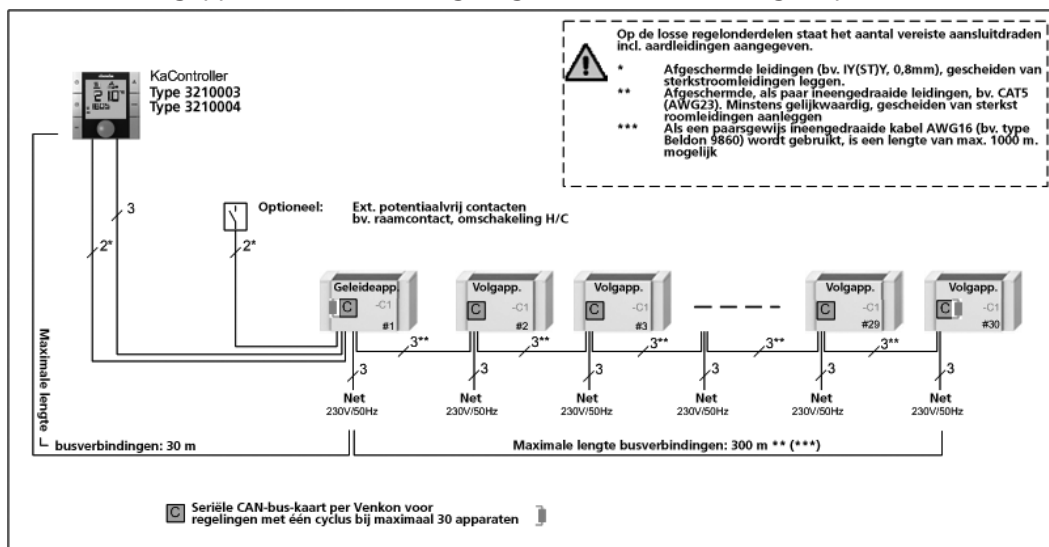 Op de losse regelonderdelen staat het aantal vereiste aansluitdraden
incl. aardleidingen aangegeven.
* Afgeschermde leidingen (bv. IY(ST)Y, 0,8mm), gescheiden van
sterkstroomleidingen leggen.
** Afgeschermde, als paar ineengedraaide leidingen, bv. CAT5
(AWG23). Minstens gelijkwaardig, gescheiden van sterkst
roomleidingen aanleggen
*** Als een paarsgewijs ineengedraaide kabel AWG16 (bv. type
Beldon 9860) wordt gebruikt, is een lengte van max. 1000 m.
mogelijk
KaController
Type 3210003
Type 3210004
3
2*
Optioneel: Ext. potentiaalvrij contacten
bv. raamcontact, omschakeling H/C
2*
Geleideapp. Volgapp. Volgapp. Volgapp. Volgapp.
C -C1 C -C1 C -C1 C -C1 C -C1
#1 #2 #3 #29 #30
3** 3** 3** 3** 3**
3 3 3 3 3 3
Net Net Net Net Net Net
230V/50Hz 230V/50Hz 230V/50Hz 230V/50Hz 230V/50Hz 230V/50Hz
Maximale lengte
busverbindingen: 30 m
Maximale lengte busverbindingen: 300 m ** (***)
C Seriële CAN-bus-kaart per Venkon voor
regelingen met één cyclus bij maximaal 30 apparaten